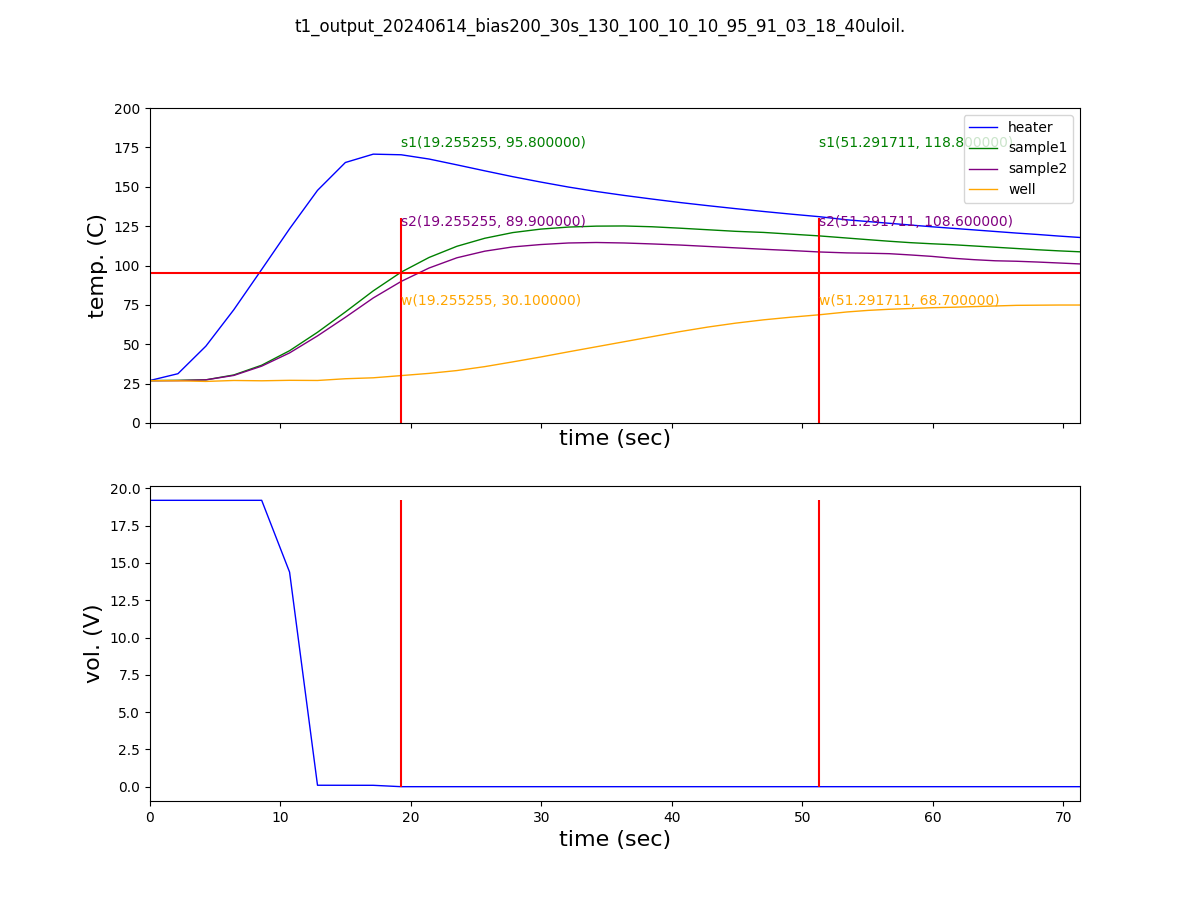 t1_output_20240614_bias200_30s_130_100_10_10_95_91_03_18_40uloil.
200
175
150
125
100
75
50
25
0
temp. (C)
s1(19.255255, 95.800000)
s1(51.291711, 118.800000)
heater
sample1
sample2
well
s2(19.255255, 89.900000)
s2(51.291711, 108.600000)
w(19.255255, 30.100000)
w(51.291711, 68.700000)
time (sec)
20.0
17.5
15.0
12.5
10.0
7.5
5.0
2.5
0.0
vol. (V)
0 10 20 30 40 50 60 70
time (sec)